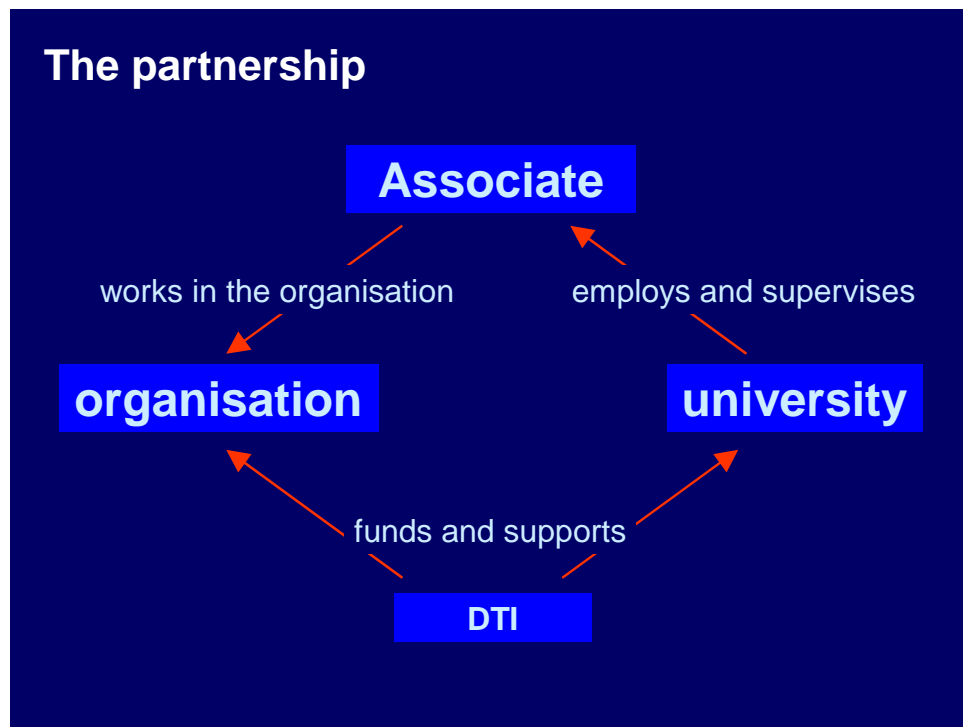 The partnership
Associate
works in the organisation
employs and supervises
organisation
university
funds and supports
DTI